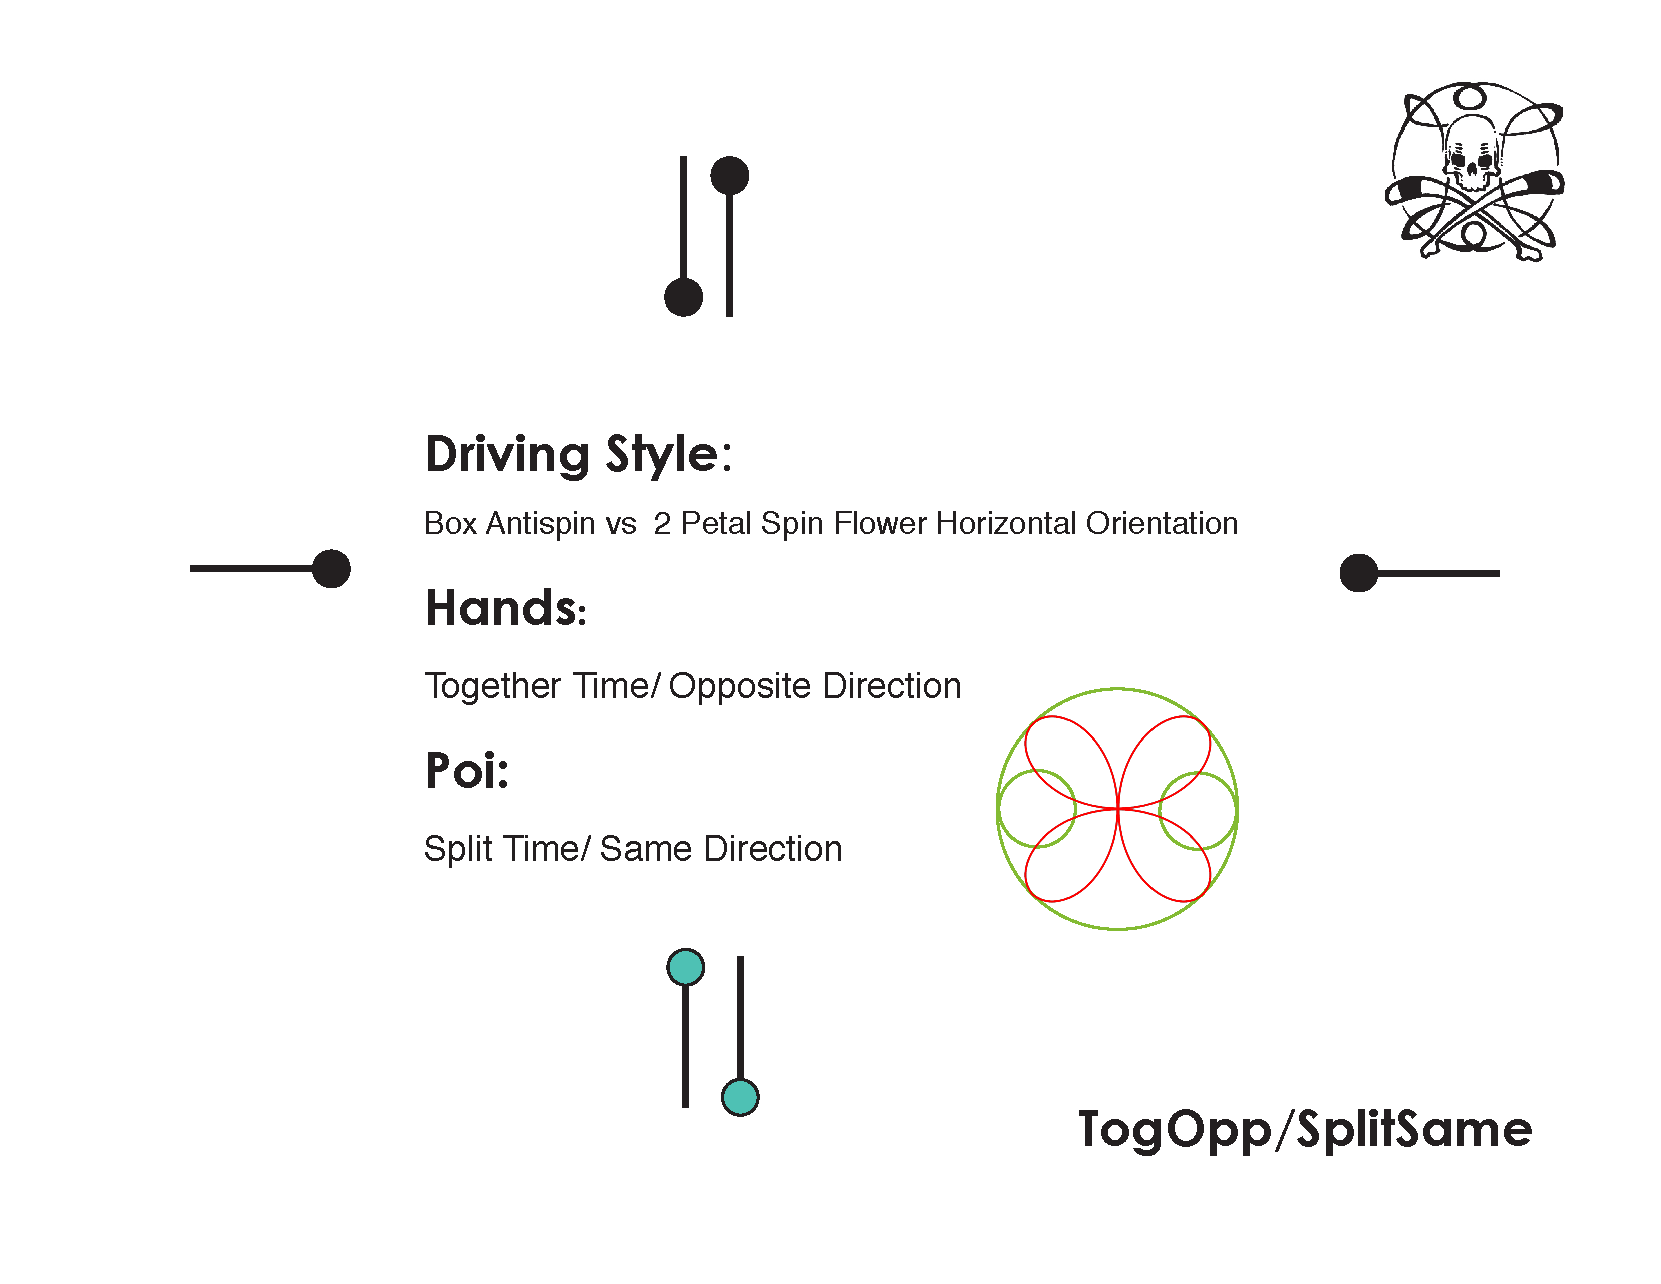 Driving Style:
Box Antispin vs 2 Petal Spin Flower Horizontal Orientation
Hands:
Together Time/ Opposite Direction
Poi:
Split Time/ Same Direction
TogOpp/SplitSame